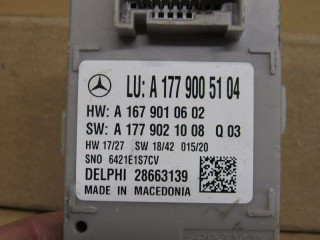 LU: A 177 900 51 04
HW: A 167 901 06 02
SW: A 177 902 10 08 Q 03
HW 17/27 SW 18/42 015/20
SNO 6421E1S7CV
DELPHI 28663139
MADE IN MACEDONIA